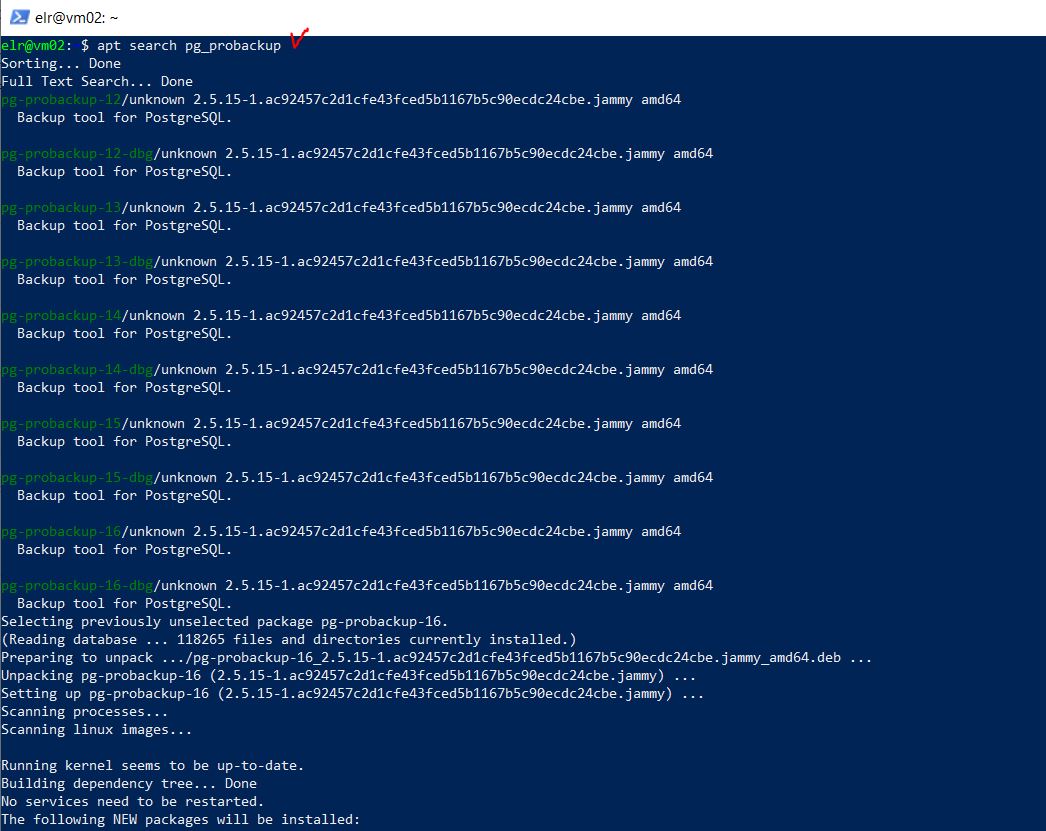 elr@vm02: ~
elr@vm02: $ apt search pg_probackup
Sorting... Done
Full Text Search... Done
pg-probackup-12/unknown 2.5.15-1.ac92457c2d1cfe43fced5b1167b5c90ecdc24cbe.jammy amd64
  Backup tool for PostgreSQL.

pg-probackup-12-dbg/unknown 2.5.15-1.ac92457c2d1cfe43fced5b1167b5c90ecdc24cbe.jammy amd64
  Backup tool for PostgreSQL.

pg-probackup-13/unknown 2.5.15-1.ac92457c2d1cfe43fced5b1167b5c90ecdc24cbe.jammy amd64
  Backup tool for PostgreSQL.

pg-probackup-13-dbg/unknown 2.5.15-1.ac92457c2d1cfe43fced5b1167b5c90ecdc24cbe.jammy amd64
  Backup tool for PostgreSQL.

pg-probackup-14/unknown 2.5.15-1.ac92457c2d1cfe43fced5b1167b5c90ecdc24cbe.jammy amd64
  Backup tool for PostgreSQL.

pg-probackup-14-dbg/unknown 2.5.15-1.ac92457c2d1cfe43fced5b1167b5c90ecdc24cbe.jammy amd64
  Backup tool for PostgreSQL.

pg-probackup-15/unknown 2.5.15-1.ac92457c2d1cfe43fced5b1167b5c90ecdc24cbe.jammy amd64
  Backup tool for PostgreSQL.

pg-probackup-15-dbg/unknown 2.5.15-1.ac92457c2d1cfe43fced5b1167b5c90ecdc24cbe.jammy amd64
  Backup tool for PostgreSQL.

pg-probackup-16/unknown 2.5.15-1.ac92457c2d1cfe43fced5b1167b5c90ecdc24cbe.jammy amd64
  Backup tool for PostgreSQL.

pg-probackup-16-dbg/unknown 2.5.15-1.ac92457c2d1cfe43fced5b1167b5c90ecdc24cbe.jammy amd64
  Backup tool for PostgreSQL.
Selecting previously unselected package pg-probackup-16.
(Reading database ... 118265 files and directories currently installed.)
Preparing to unpack .../pg-probackup-16_2.5.15-1.ac92457c2d1cfe43fced5b1167b5c90ecdc24cbe.jammy_amd64.deb ...
Unpacking pg-probackup-16 (2.5.15-1.ac92457c2d1cfe43fced5b1167b5c90ecdc24cbe.jammy) ...
Setting up pg-probackup-16 (2.5.15-1.ac92457c2d1cfe43fced5b1167b5c90ecdc24cbe.jammy) ...
Scanning processes...
Scanning linux images...

Running kernel seems to be up-to-date.
Building dependency tree... Done
No services need to be restarted.
The following NEW packages will be installed: